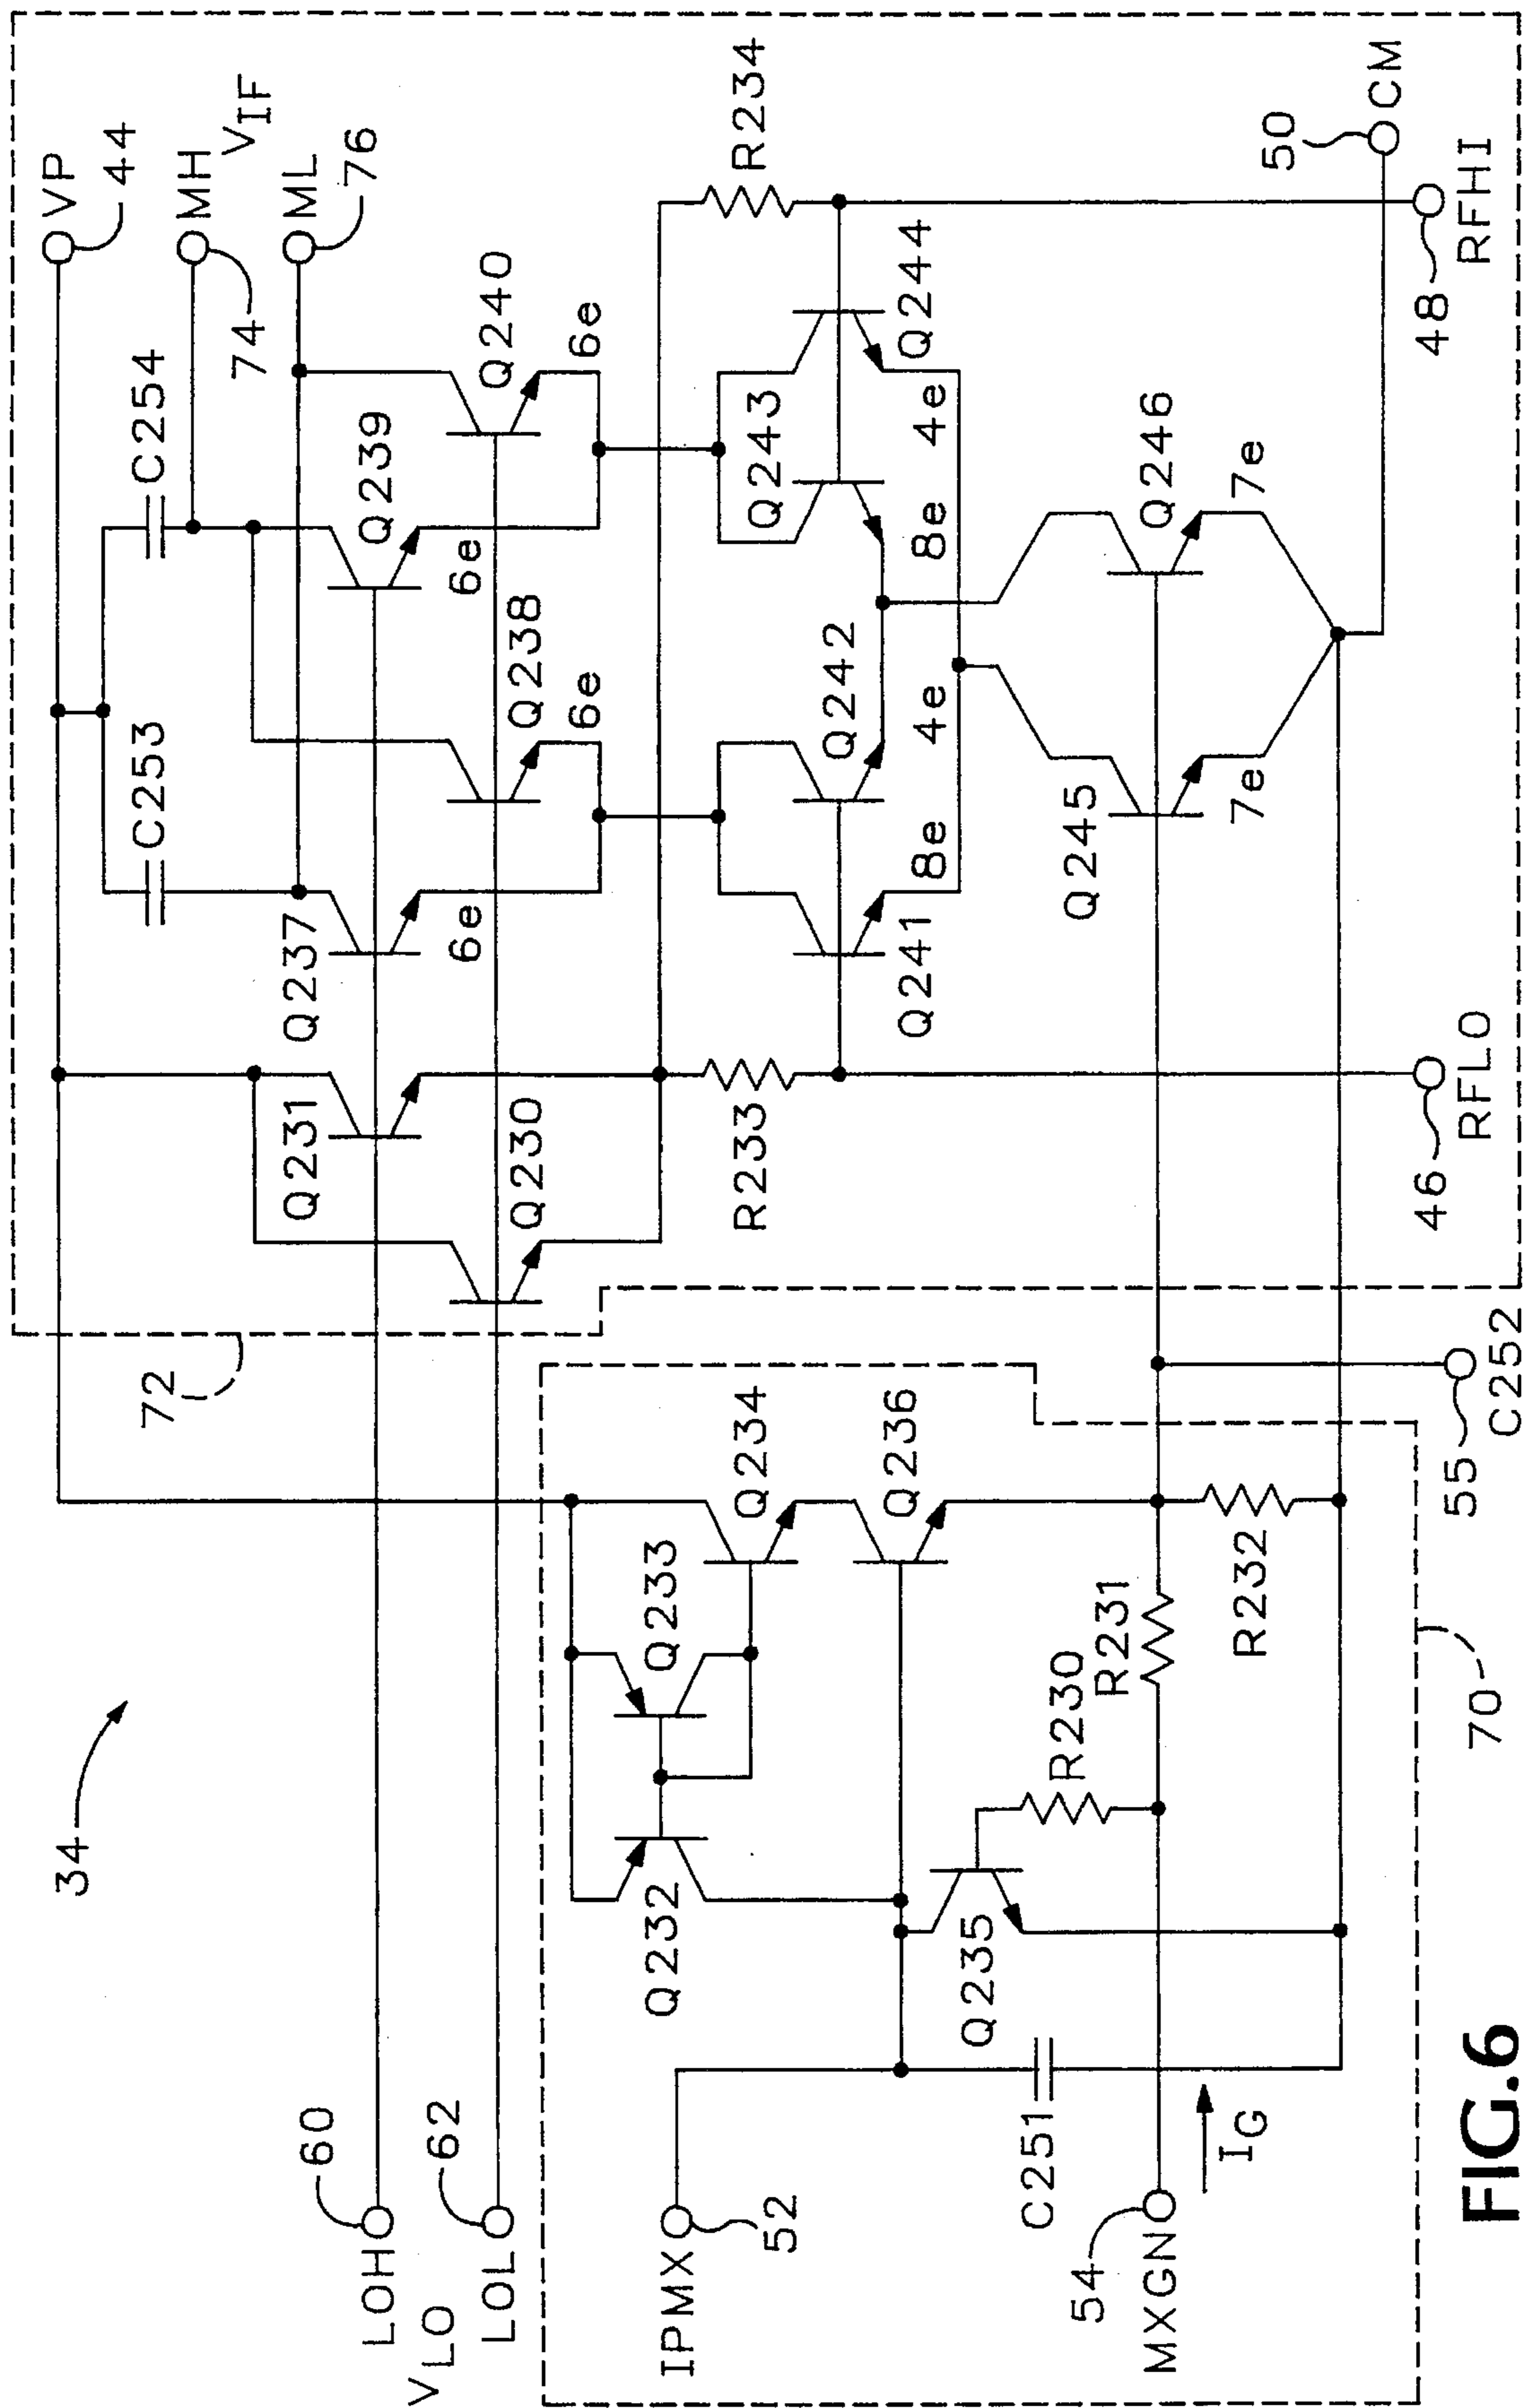 34
72
VP
44
MH
V_IF
74
ML
76
C253
C254
LOH
60
V_LO
LOL
62
Q231
Q230
Q237
6e
Q239
6e
Q238
6e
Q240
6e
IPMX
52
Q232
Q233
Q234
Q236
Q235
C251
R230
R231
R232
MXGN
54
I_G
70
R233
R234
Q241
8e
Q242
4e
Q243
8e
Q244
4e
Q245
7e
Q246
7e
50
CM
55
C252
46
RFLO
48
RFHI
FIG.6